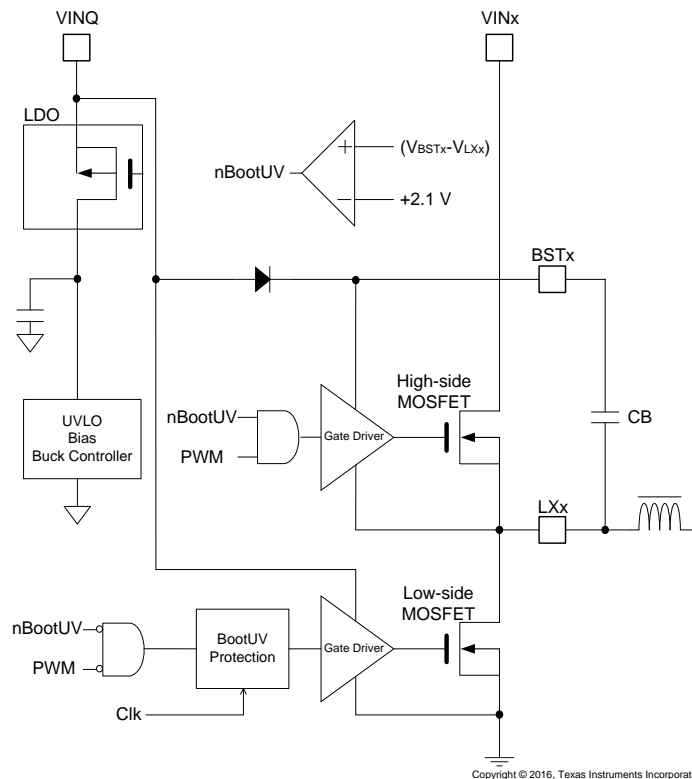 VINQ
VINx
LDO
(VBSTx-VLXx)
nBootUV
+2.1 V
BSTx
High-side
MOSFET
nBootUV
PWM
Gate Driver
CB
UVLO
Bias
Buck Controller
LXx
Low-side
MOSFET
nBootUV
PWM
BootUV
Protection
Gate Driver
Clk
Copyright © 2016, Texas Instruments Incorporat